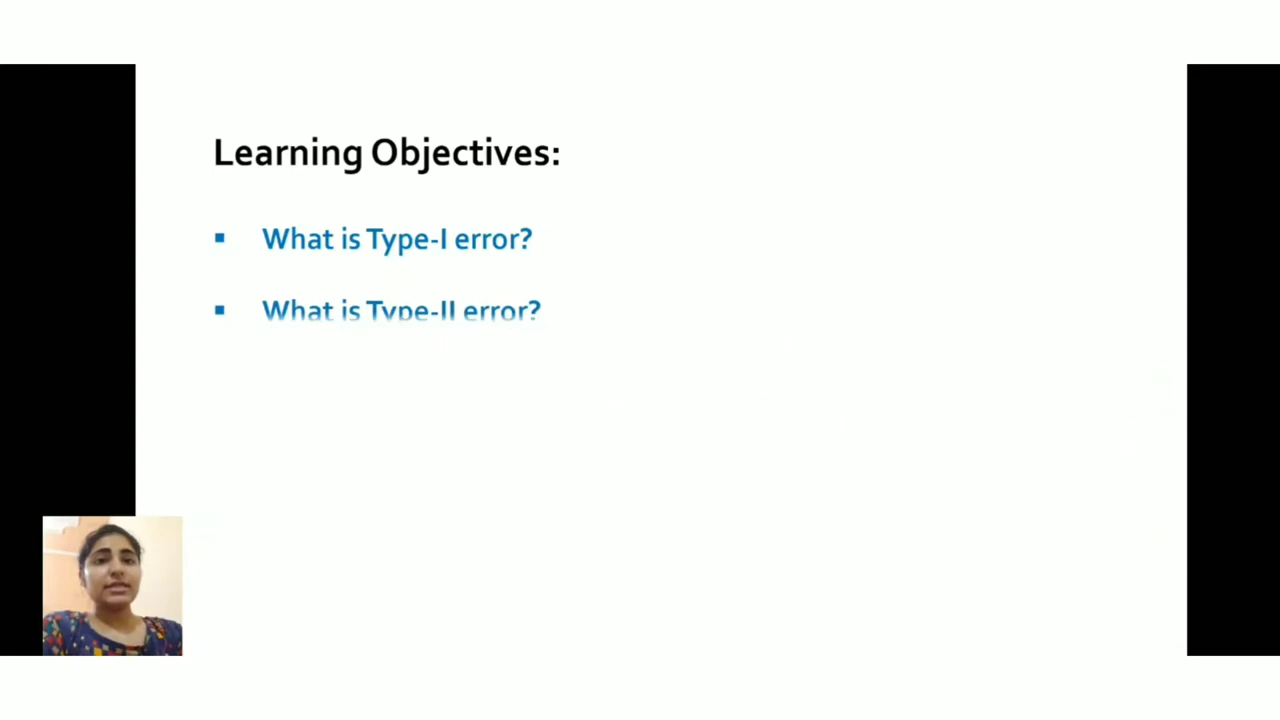 Learning Objectives:
▪ What is Type-I error?
▪ What is Type-II error?